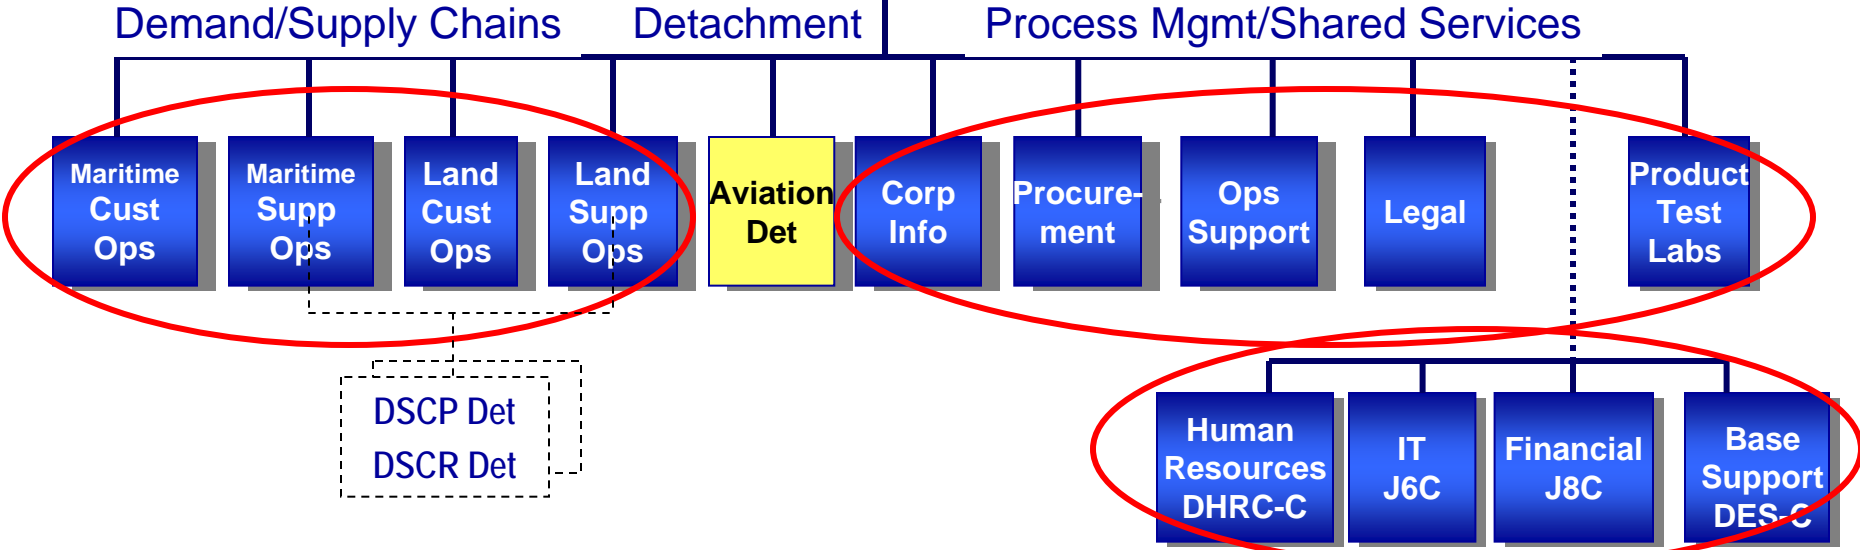 Demand/Supply Chains
Detachment
Process Mgmt/Shared Services
Maritime
Cust
Ops
Maritime
Supp
Ops
Land
Cust
Ops
Land
Supp
Ops
Aviation
Det
Corp
Info
Procure-
ment
Ops
Support
Legal
Product
Test
Labs
DSCP Det
DSCR Det
Human
Resources
DHRC-C
IT
J6C
Financial
J8C
Base
Support
DES-C